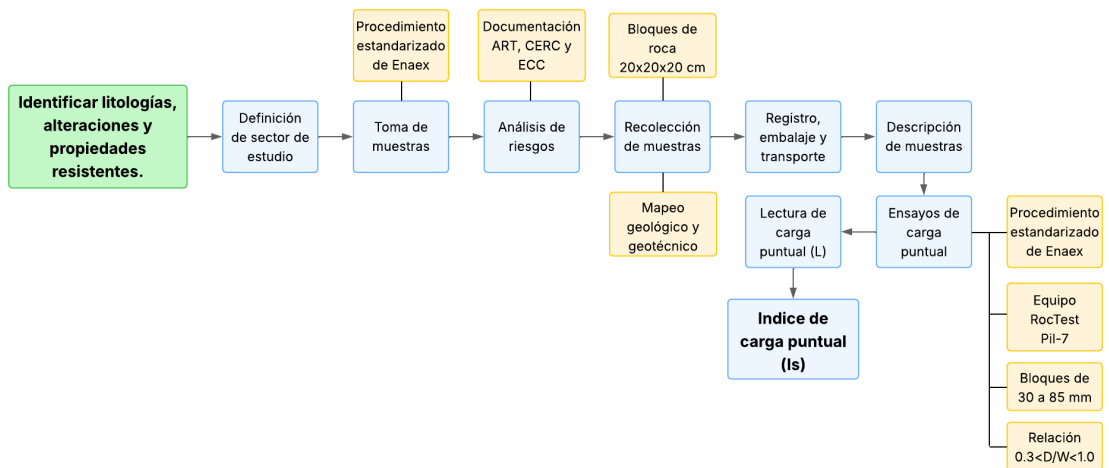 Procedimiento
estandarizado
de Enaex
Documentación
ART, CERC y
ECC
Bloques de
roca
20x20x20 cm
Identificar litologías,
alteraciones y
propiedades
resistentes.
Definición
de sector de
estudio
Toma de
muestras
Análisis de
riesgos
Recolección
de muestras
Registro,
embalaje y
transporte
Descripción
de muestras
Mapeo
geológico y
geotécnico
Lectura de
carga
puntual (L)
Ensayos de
carga
puntual
Procedimiento
estandarizado
de Enaex
Indice de
carga puntual
(Is)
Equipo
RocTest
Pil-7
Bloques de
30 a 85 mm
Relación
0.3<D/W<1.0